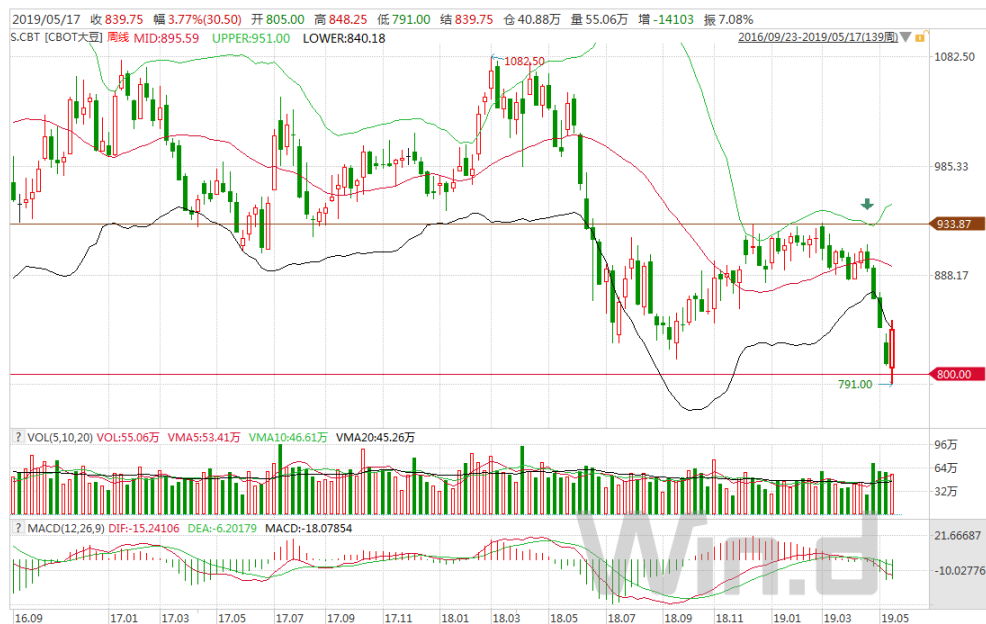 2019/05/17 收 839.75 幅 3.77%(30.50) 开 805.00 高 848.25 低 791.00 结 839.75 仓 40.88万 量 55.06万 增 -14103 振 7.08%
S.CBT [CBOT大豆] 周线 MID:895.59 UPPER:951.00 LOWER:840.18 2016/09/23-2019/05/17(139周)
1082.50 1082.50
985.33
933.87
888.17
800.00
791.00
? VOL(5,10,20) VOL:55.06万 VMA5:53.41万 VMA10:46.61万 VMA20:45.26万
96万
64万
32万
? MACD(12,26,9) DIF:-15.24106 DEA:-6.20179 MACD:-18.07854
21.66687
-10.02776
Win.d
16.09 17.01 17.03 17.05 17.07 17.09 17.11 18.01 18.03 18.05 18.07 18.09 18.11 19.01 19.03 19.05